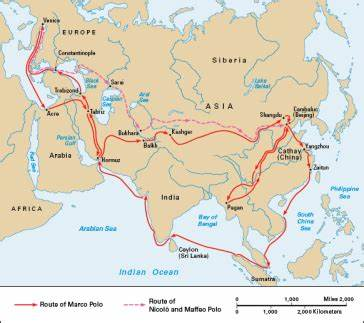 Venice
EUROPE
Constantinople
Black
Sea
Sarai
Siberia
Lake
Baikal
Aral
Sea
Caspian
Sea
ASIA
Trebizond
Tabriz
Acre
Bukhara
Balkh
Kashgar
Shangdu
Cambaluc
(Beijing)
Cathay
(China)
Yangzhou
Zaitun
Persian
Gulf
Hormuz
Arabia
Red Sea
AFRICA
India
Pagan
Philippine
Sea
Arabian Sea
Bay of
Bengal
South
China
Sea
Ceylon
(Sri Lanka)
Indian Ocean
Sumatra
Route of Marco Polo
Route of
Nicolò and Maffeo Polo
0 1,000 Miles 2,000
0 1,000 2,000 Kilometers